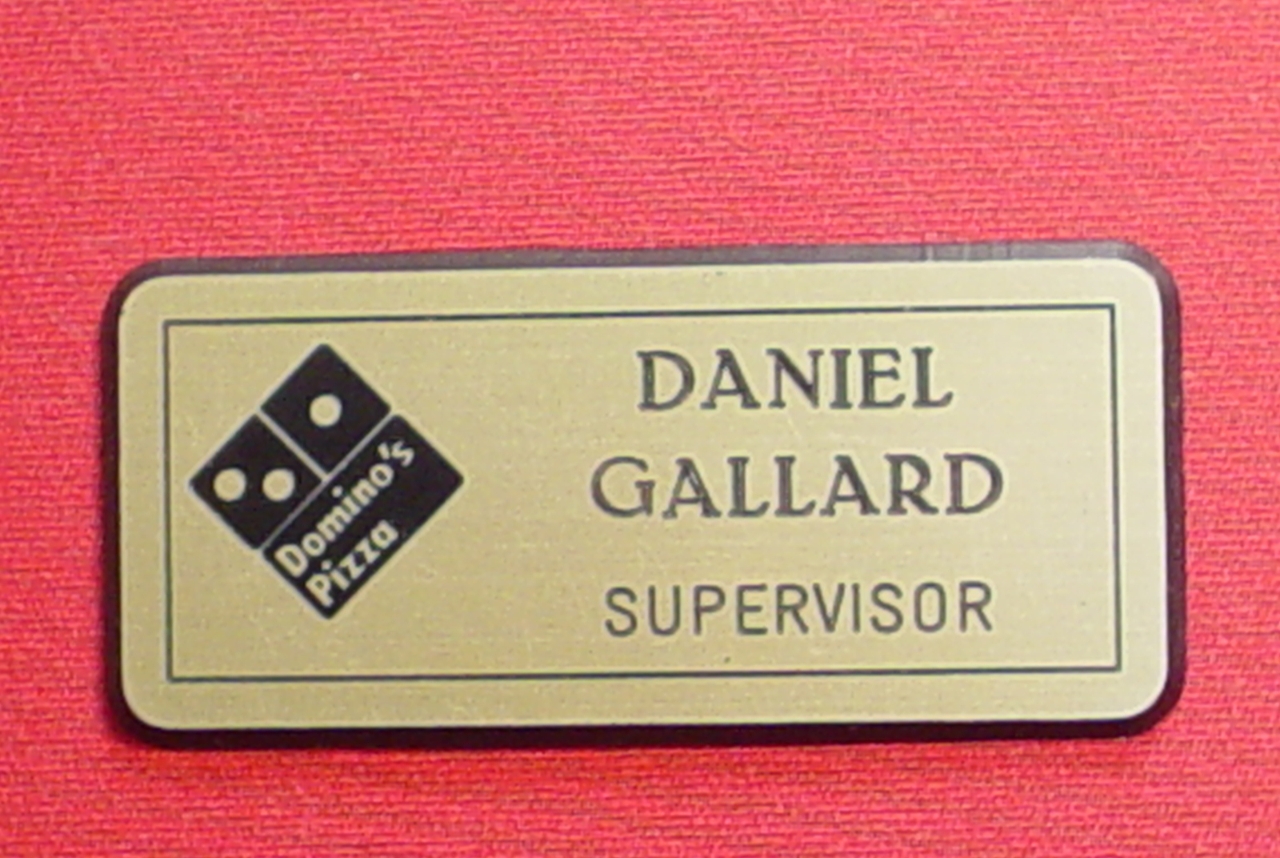 Domino's
Pizza
DANIEL
GALLARD
SUPERVISOR